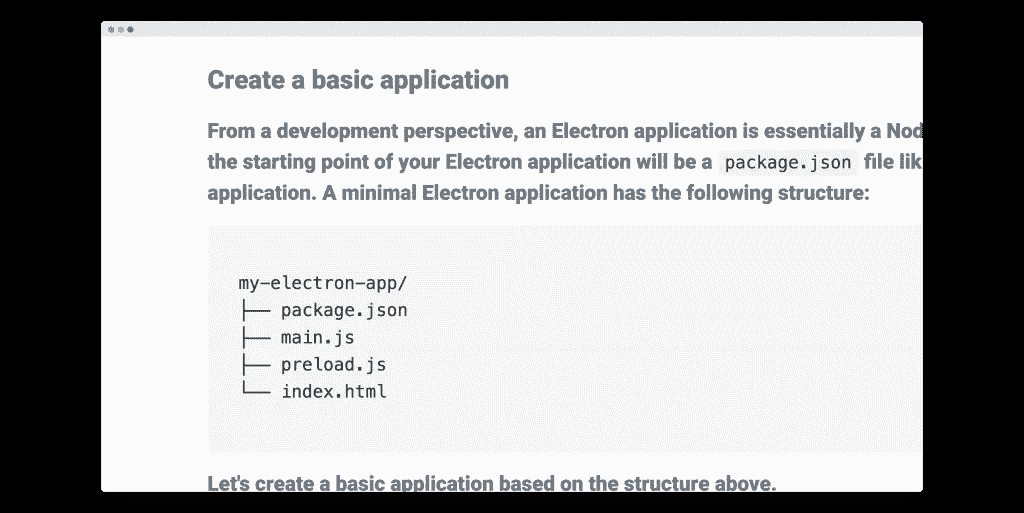 Create a basic application
From a development perspective, an Electron application is essentially a Nod
the starting point of your Electron application will be a package.json file lik
application. A minimal Electron application has the following structure:
my-electron-app/
├── package.json
├── main.js
├── preload.js
└── index.html
Let's create a basic application based on the structure above.